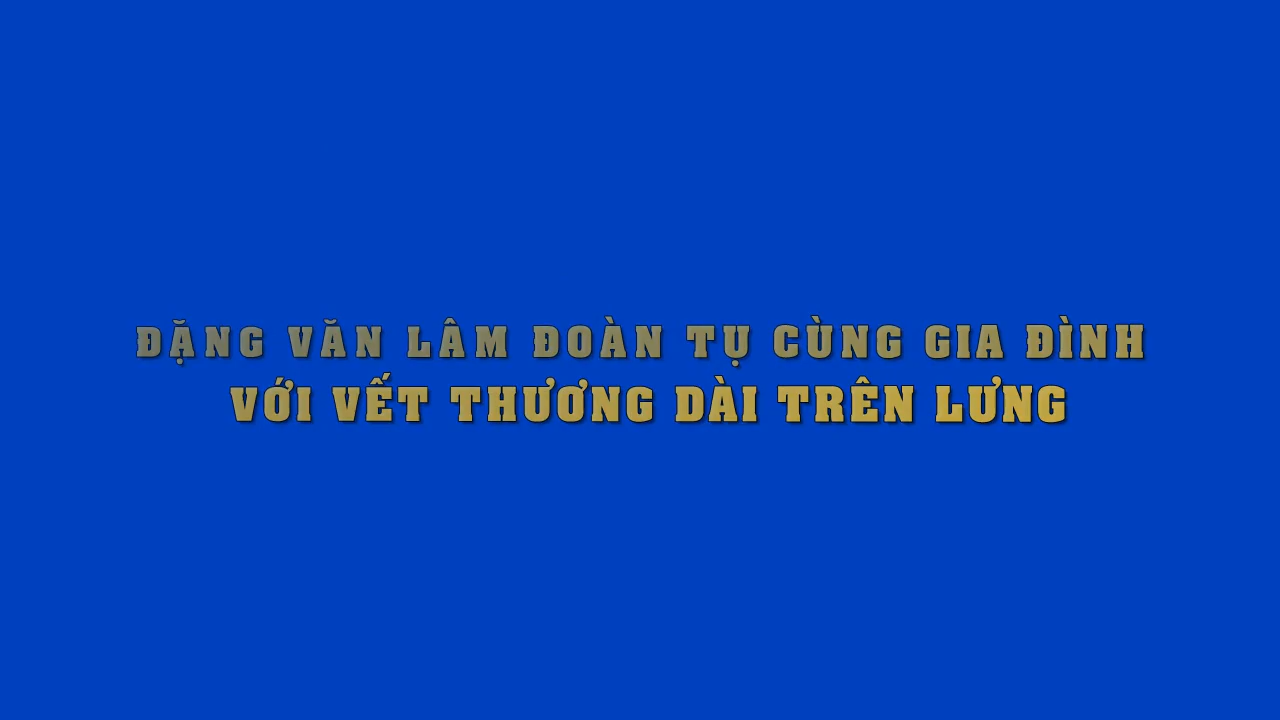 ĐẶNG VĂN LÂM ĐOÀN TỤ CÙNG GIA ĐÌNH
VỚI VẾT THƯƠNG DÀI TRÊN LƯNG